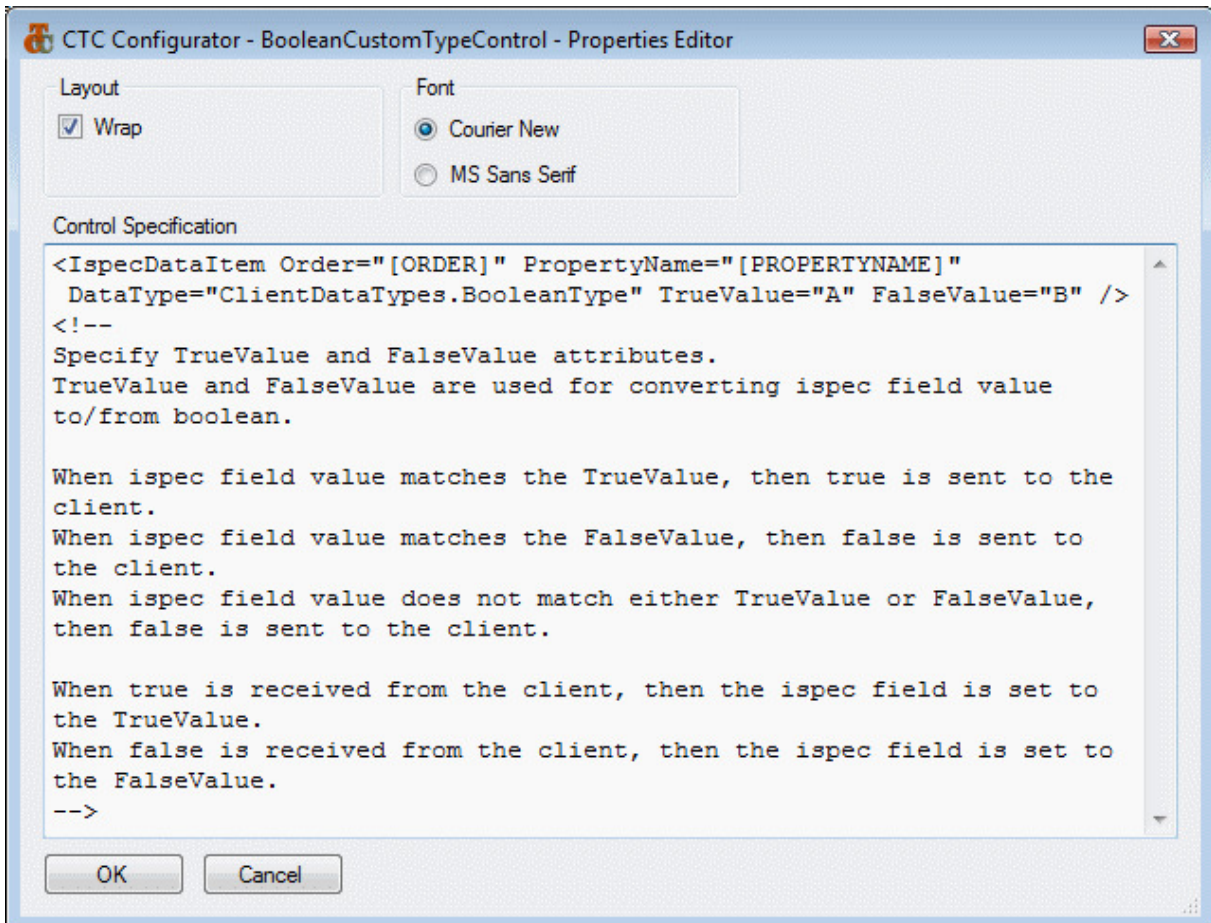 CTC Configurator - BooleanCustomTypeControl - Properties Editor
Layout
Wrap
Font
Courier New
MS Sans Serif
Control Specification
<IspecDataItem Order="[ORDER]" PropertyName="[PROPERTYNAME]"
DataType="ClientDataTypes.BooleanType" TrueValue="A" FalseValue="B" />
<!--
Specify TrueValue and FalseValue attributes.
TrueValue and FalseValue are used for converting ispec field value
to/from boolean.
When ispec field value matches the TrueValue, then true is sent to the
client.
When ispec field value matches the FalseValue, then false is sent to
the client.
When ispec field value does not match either TrueValue or FalseValue,
then false is sent to the client.
When true is received from the client, then the ispec field is set to
the TrueValue.
When false is received from the client, then the ispec field is set to
the FalseValue.
-->
OK
Cancel